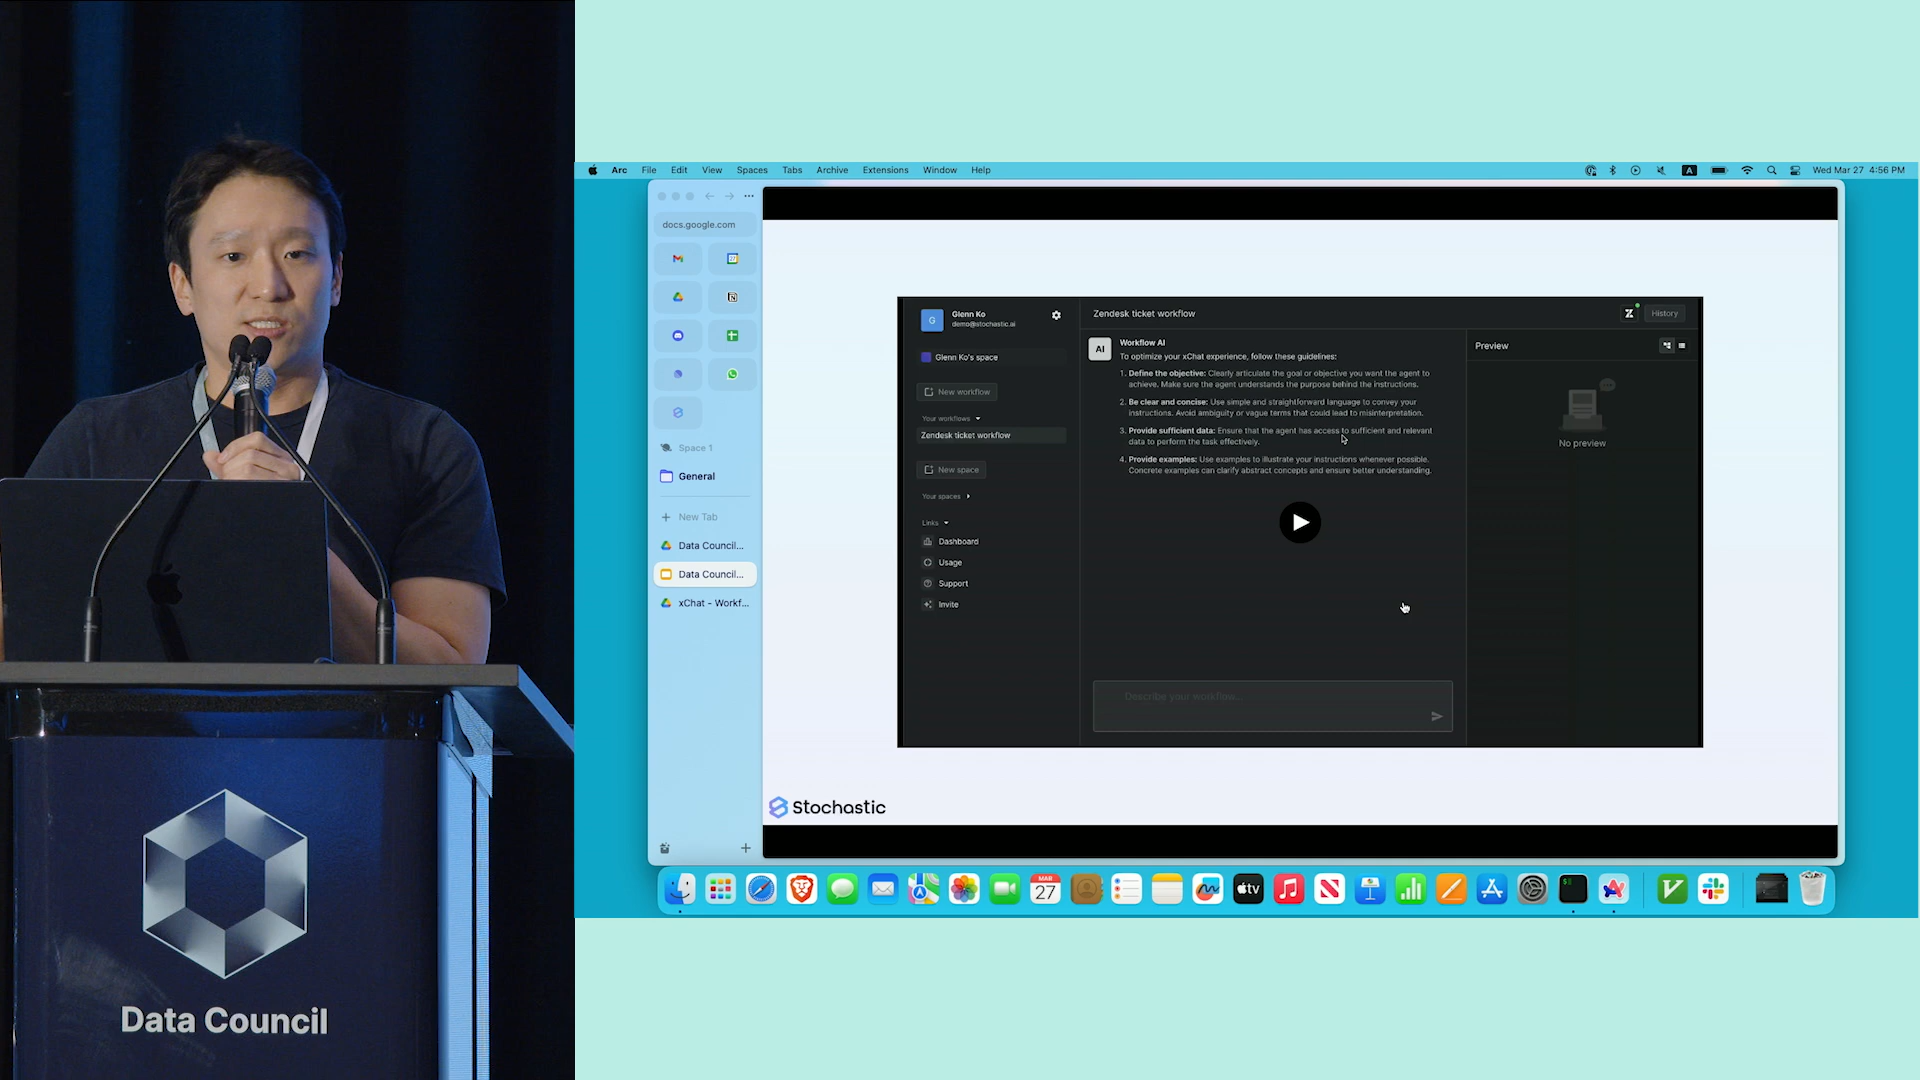 Data Council
Arc File Edit View Spaces Tabs Archive Extensions Window Help
A
Wed Mar 27 4:56 PM
docs.google.com
Space 1
General
New Tab
Data Council...
Data Council...
xChat - Workf...
G
Glenn Ko
demo@stochastic.ai
Glenn Ko's space
New workflow
Your workflows
Zendesk ticket workflow
New space
Your spaces
Links
Dashboard
Usage
Support
Invite
Zendesk ticket workflow
History
AI
Workflow AI
To optimize your xChat experience, follow these guidelines:
1. Define the objective: Clearly articulate the goal or objective you want the agent to
achieve. Make sure the agent understands the purpose behind the instructions.
2. Be clear and concise: Use simple and straightforward language to convey your
instructions. Avoid ambiguity or vague terms that could lead to misinterpretation.
3. Provide sufficient data: Ensure that the agent has access to sufficient and relevant
data to perform the task effectively.
4. Provide examples: Use examples to illustrate your instructions whenever possible.
Concrete examples can clarify abstract concepts and ensure better understanding.
Describe your workflow...
Preview
No preview
Stochastic
MAR
27
tv